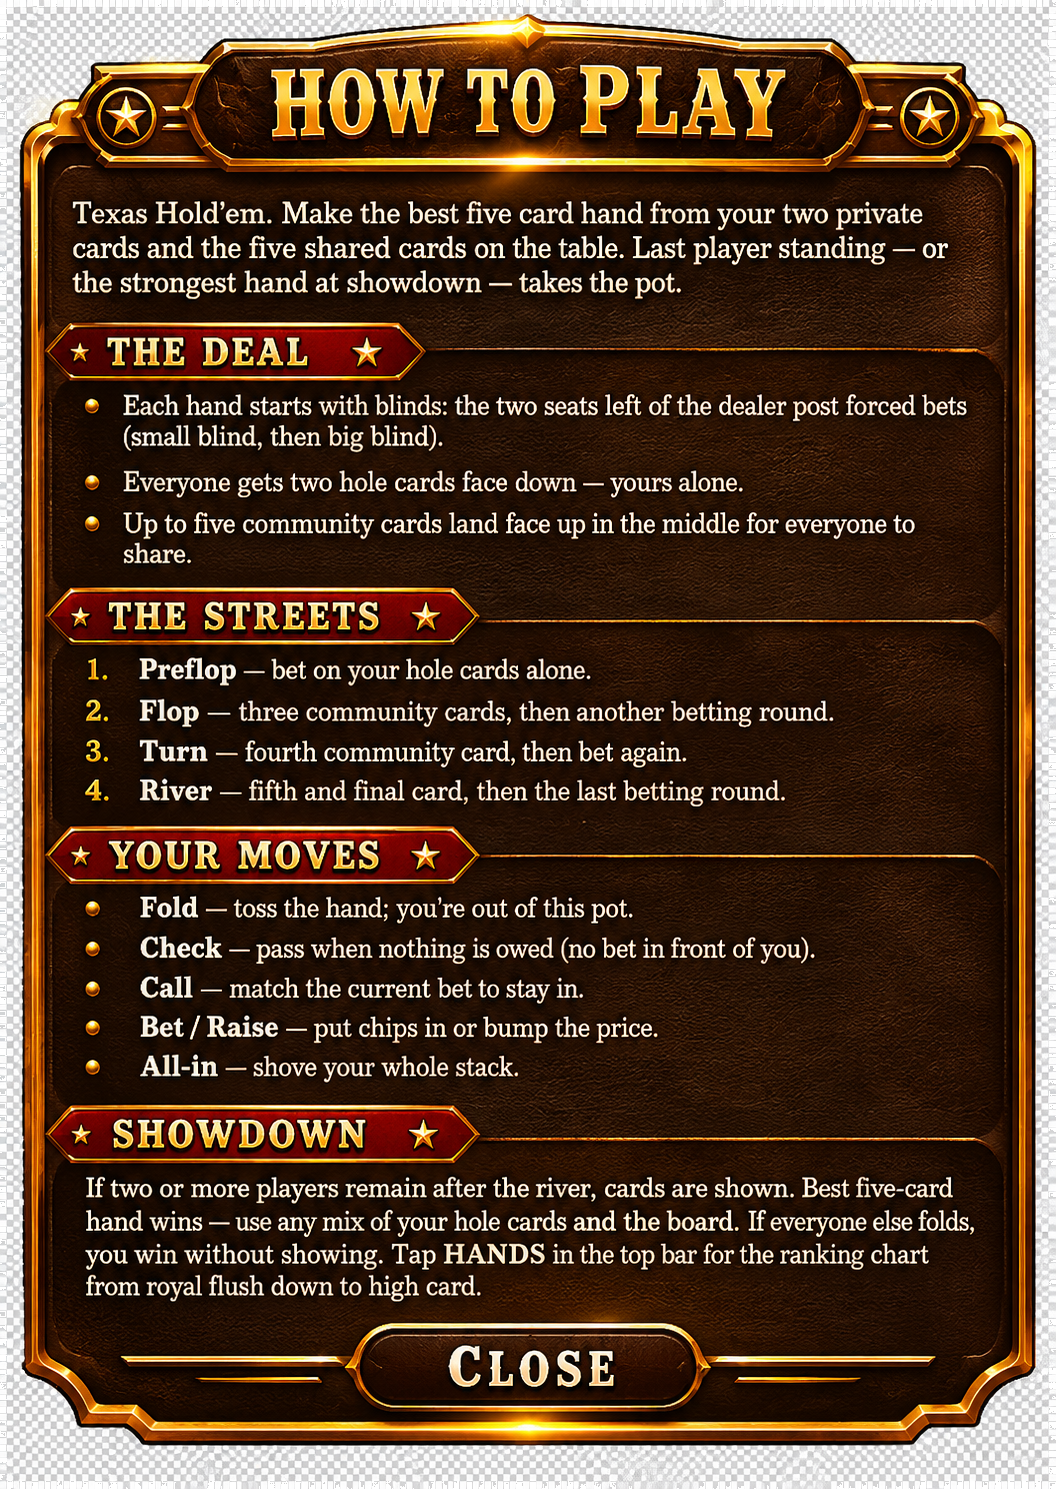 HOW TO PLAY
Texas Hold’em. Make the best five card hand from your two private
cards and the five shared cards on the table. Last player standing — or
the strongest hand at showdown — takes the pot.
THE DEAL
Each hand starts with blinds: the two seats left of the dealer post forced bets
(small blind, then big blind).
Everyone gets two hole cards face down — yours alone.
Up to five community cards land face up in the middle for everyone to
share.
THE STREETS
1. Preflop — bet on your hole cards alone.
2. Flop — three community cards, then another betting round.
3. Turn — fourth community card, then bet again.
4. River — fifth and final card, then the last betting round.
YOUR MOVES
Fold — toss the hand; you’re out of this pot.
Check — pass when nothing is owed (no bet in front of you).
Call — match the current bet to stay in.
Bet / Raise — put chips in or bump the price.
All-in — shove your whole stack.
SHOWDOWN
If two or more players remain after the river, cards are shown. Best five-card
hand wins — use any mix of your hole cards and the board. If everyone else folds,
you win without showing. Tap HANDS in the top bar for the ranking chart
from royal flush down to high card.
CLOSE